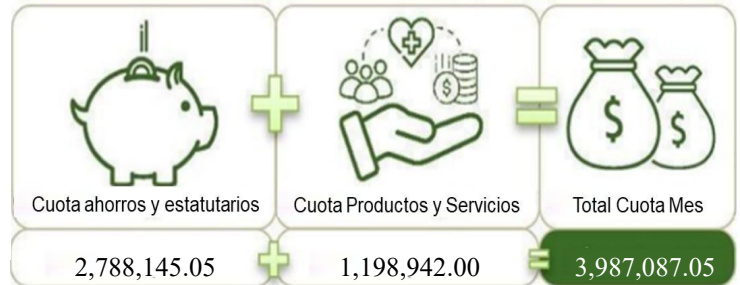 $
$ $
Cuota ahorros y estatutarios Cuota Productos y Servicios Total Cuota Mes
2,788,145.05 + 1,198,942.00 = 3,987,087.05